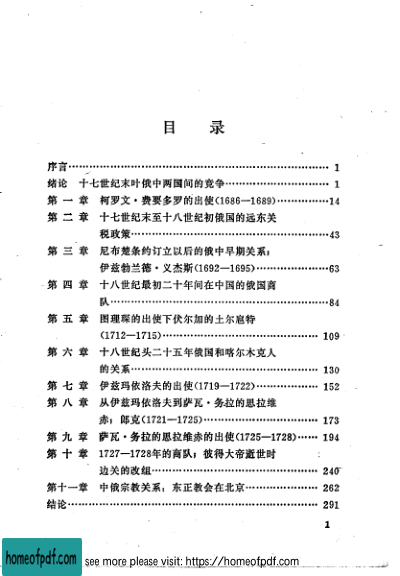 目 录
序言……1
绪论 十七世纪末叶俄中两国间的竞争……1
第一章 柯罗文·费要多罗的出使(1686—1689)……14
第二章 十七世纪末至十八世纪初俄国的远东关
税政策……43
第三章 尼布楚条约订立以后的俄中早期关系：
伊兹勃兰德·义杰斯(1692—1695)……63
第四章 十八世纪最初二十年间在中国的俄国商
队……84
第五章 图理琛的出使下伏尔加的土尔扈特
(1712—1715)……109
第六章 十八世纪头二十五年俄国和喀尔木克人
的关系……130
第七章 伊兹玛依洛夫的出使(1719—1722)……152
第八章 从伊兹玛依洛夫到萨瓦·务拉的思拉维
赤：郎克(1721—1725)……173
第九章 萨瓦·务拉的思拉维赤的出使(1725—1728)……194
第十章 1727—1728年的商队：彼得大帝逝世时
边关的改组……240
第十一章 中俄宗教关系：东正教会在北京……262
结论……291
1
homeofpdf.com
see more please visit: https://homeofpdf.com